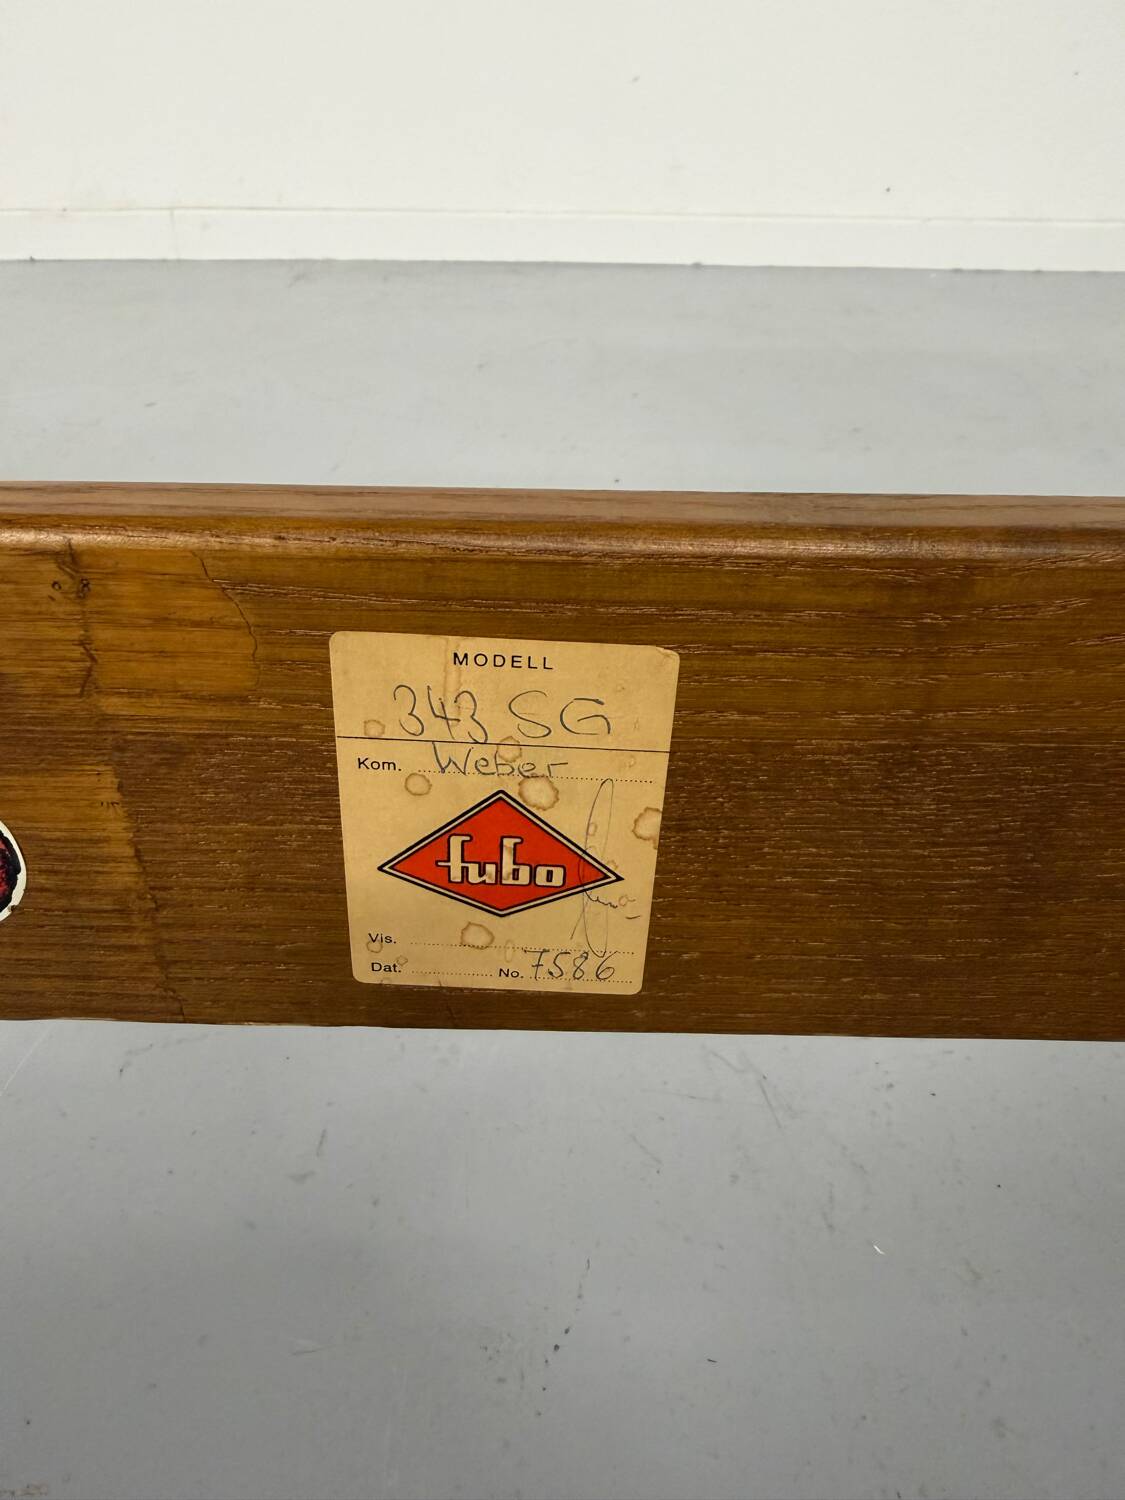 MODELL
343 SG
Kom. Weber
fubo
Vis.
Dat. No. 7586